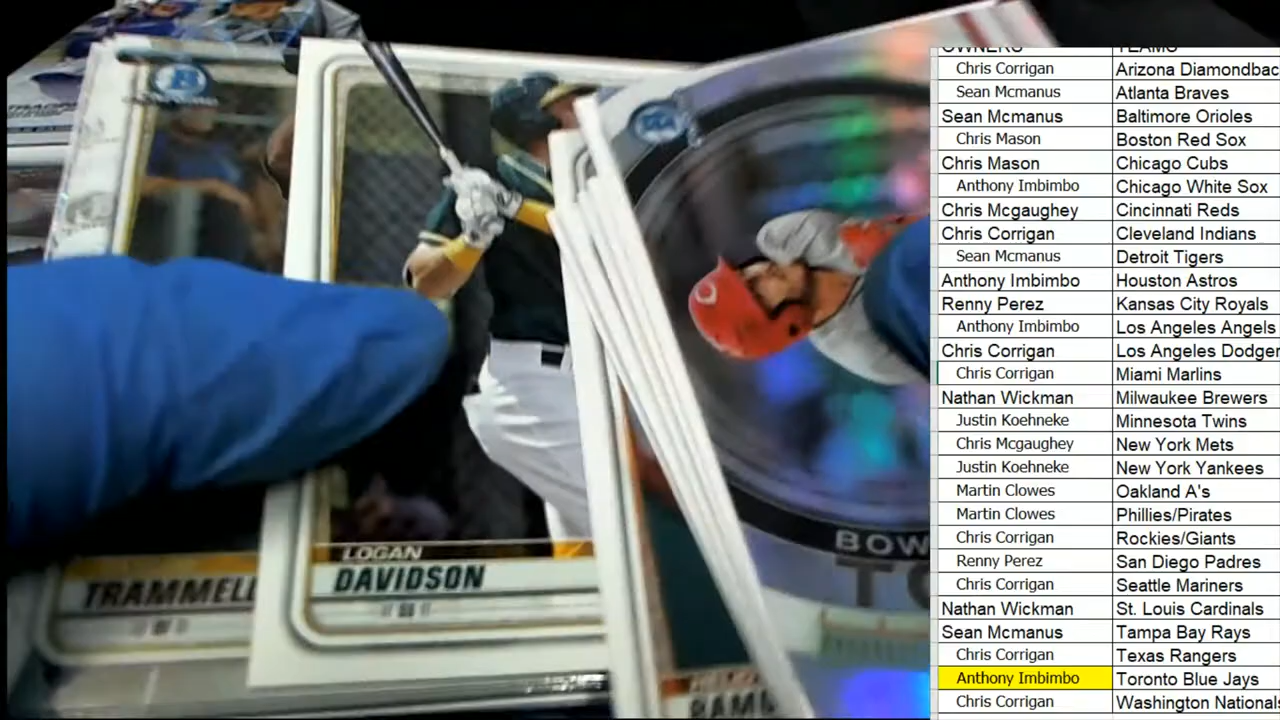 TRAMMELL
LOGAN
DAVIDSON
BOW
OWNERS TEAMS
Chris Corrigan Arizona Diamondbac
Sean Mcmanus Atlanta Braves
Sean Mcmanus Baltimore Orioles
Chris Mason Boston Red Sox
Chris Mason Chicago Cubs
Anthony Imbimbo Chicago White Sox
Chris Mcgaughey Cincinnati Reds
Chris Corrigan Cleveland Indians
Sean Mcmanus Detroit Tigers
Anthony Imbimbo Houston Astros
Renny Perez Kansas City Royals
Anthony Imbimbo Los Angeles Angels
Chris Corrigan Los Angeles Dodger
Chris Corrigan Miami Marlins
Nathan Wickman Milwaukee Brewers
Justin Koehneke Minnesota Twins
Chris Mcgaughey New York Mets
Justin Koehneke New York Yankees
Martin Clowes Oakland A's
Martin Clowes Phillies/Pirates
Chris Corrigan Rockies/Giants
Renny Perez San Diego Padres
Chris Corrigan Seattle Mariners
Nathan Wickman St. Louis Cardinals
Sean Mcmanus Tampa Bay Rays
Chris Corrigan Texas Rangers
Anthony Imbimbo Toronto Blue Jays
Chris Corrigan Washington National